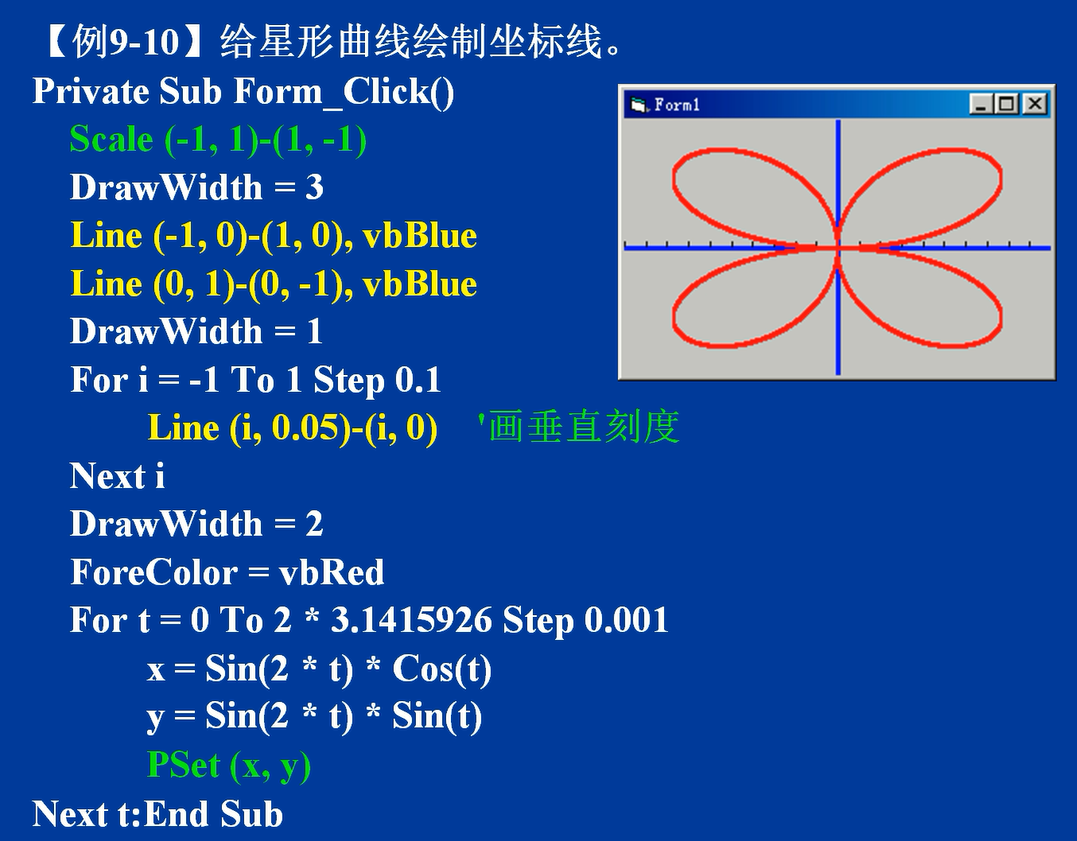 【例9-10】给星形曲线绘制坐标线。
Private Sub Form_Click()
Scale (-1, 1)-(1, -1)
DrawWidth = 3
Line (-1, 0)-(1, 0), vbBlue
Line (0, 1)-(0, -1), vbBlue
DrawWidth = 1
For i = -1 To 1 Step 0.1
Line (i, 0.05)-(i, 0) '画垂直刻度
Next i
DrawWidth = 2
ForeColor = vbRed
For t = 0 To 2 * 3.1415926 Step 0.001
x = Sin(2 * t) * Cos(t)
y = Sin(2 * t) * Sin(t)
PSet (x, y)
Next t:End Sub
Form1